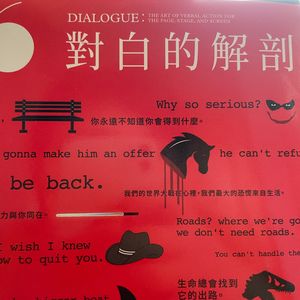 DIALOGUE: THE ART OF VERBAL ACTION FOR
THE PAGE, STAGE, AND SCREEN
對白的解剖
Why so serious?
你永遠不知道你會得到什麼。
gonna make him an offer he can't refu
be back.
我們的世界大戰在心裡，我們最大的恐慌來自生活。
力與你同在。
Roads? where we're go
we don't need roads.
I wish I knew
ow to quit you.
You can't handle the
生命總會找到
它的出路。